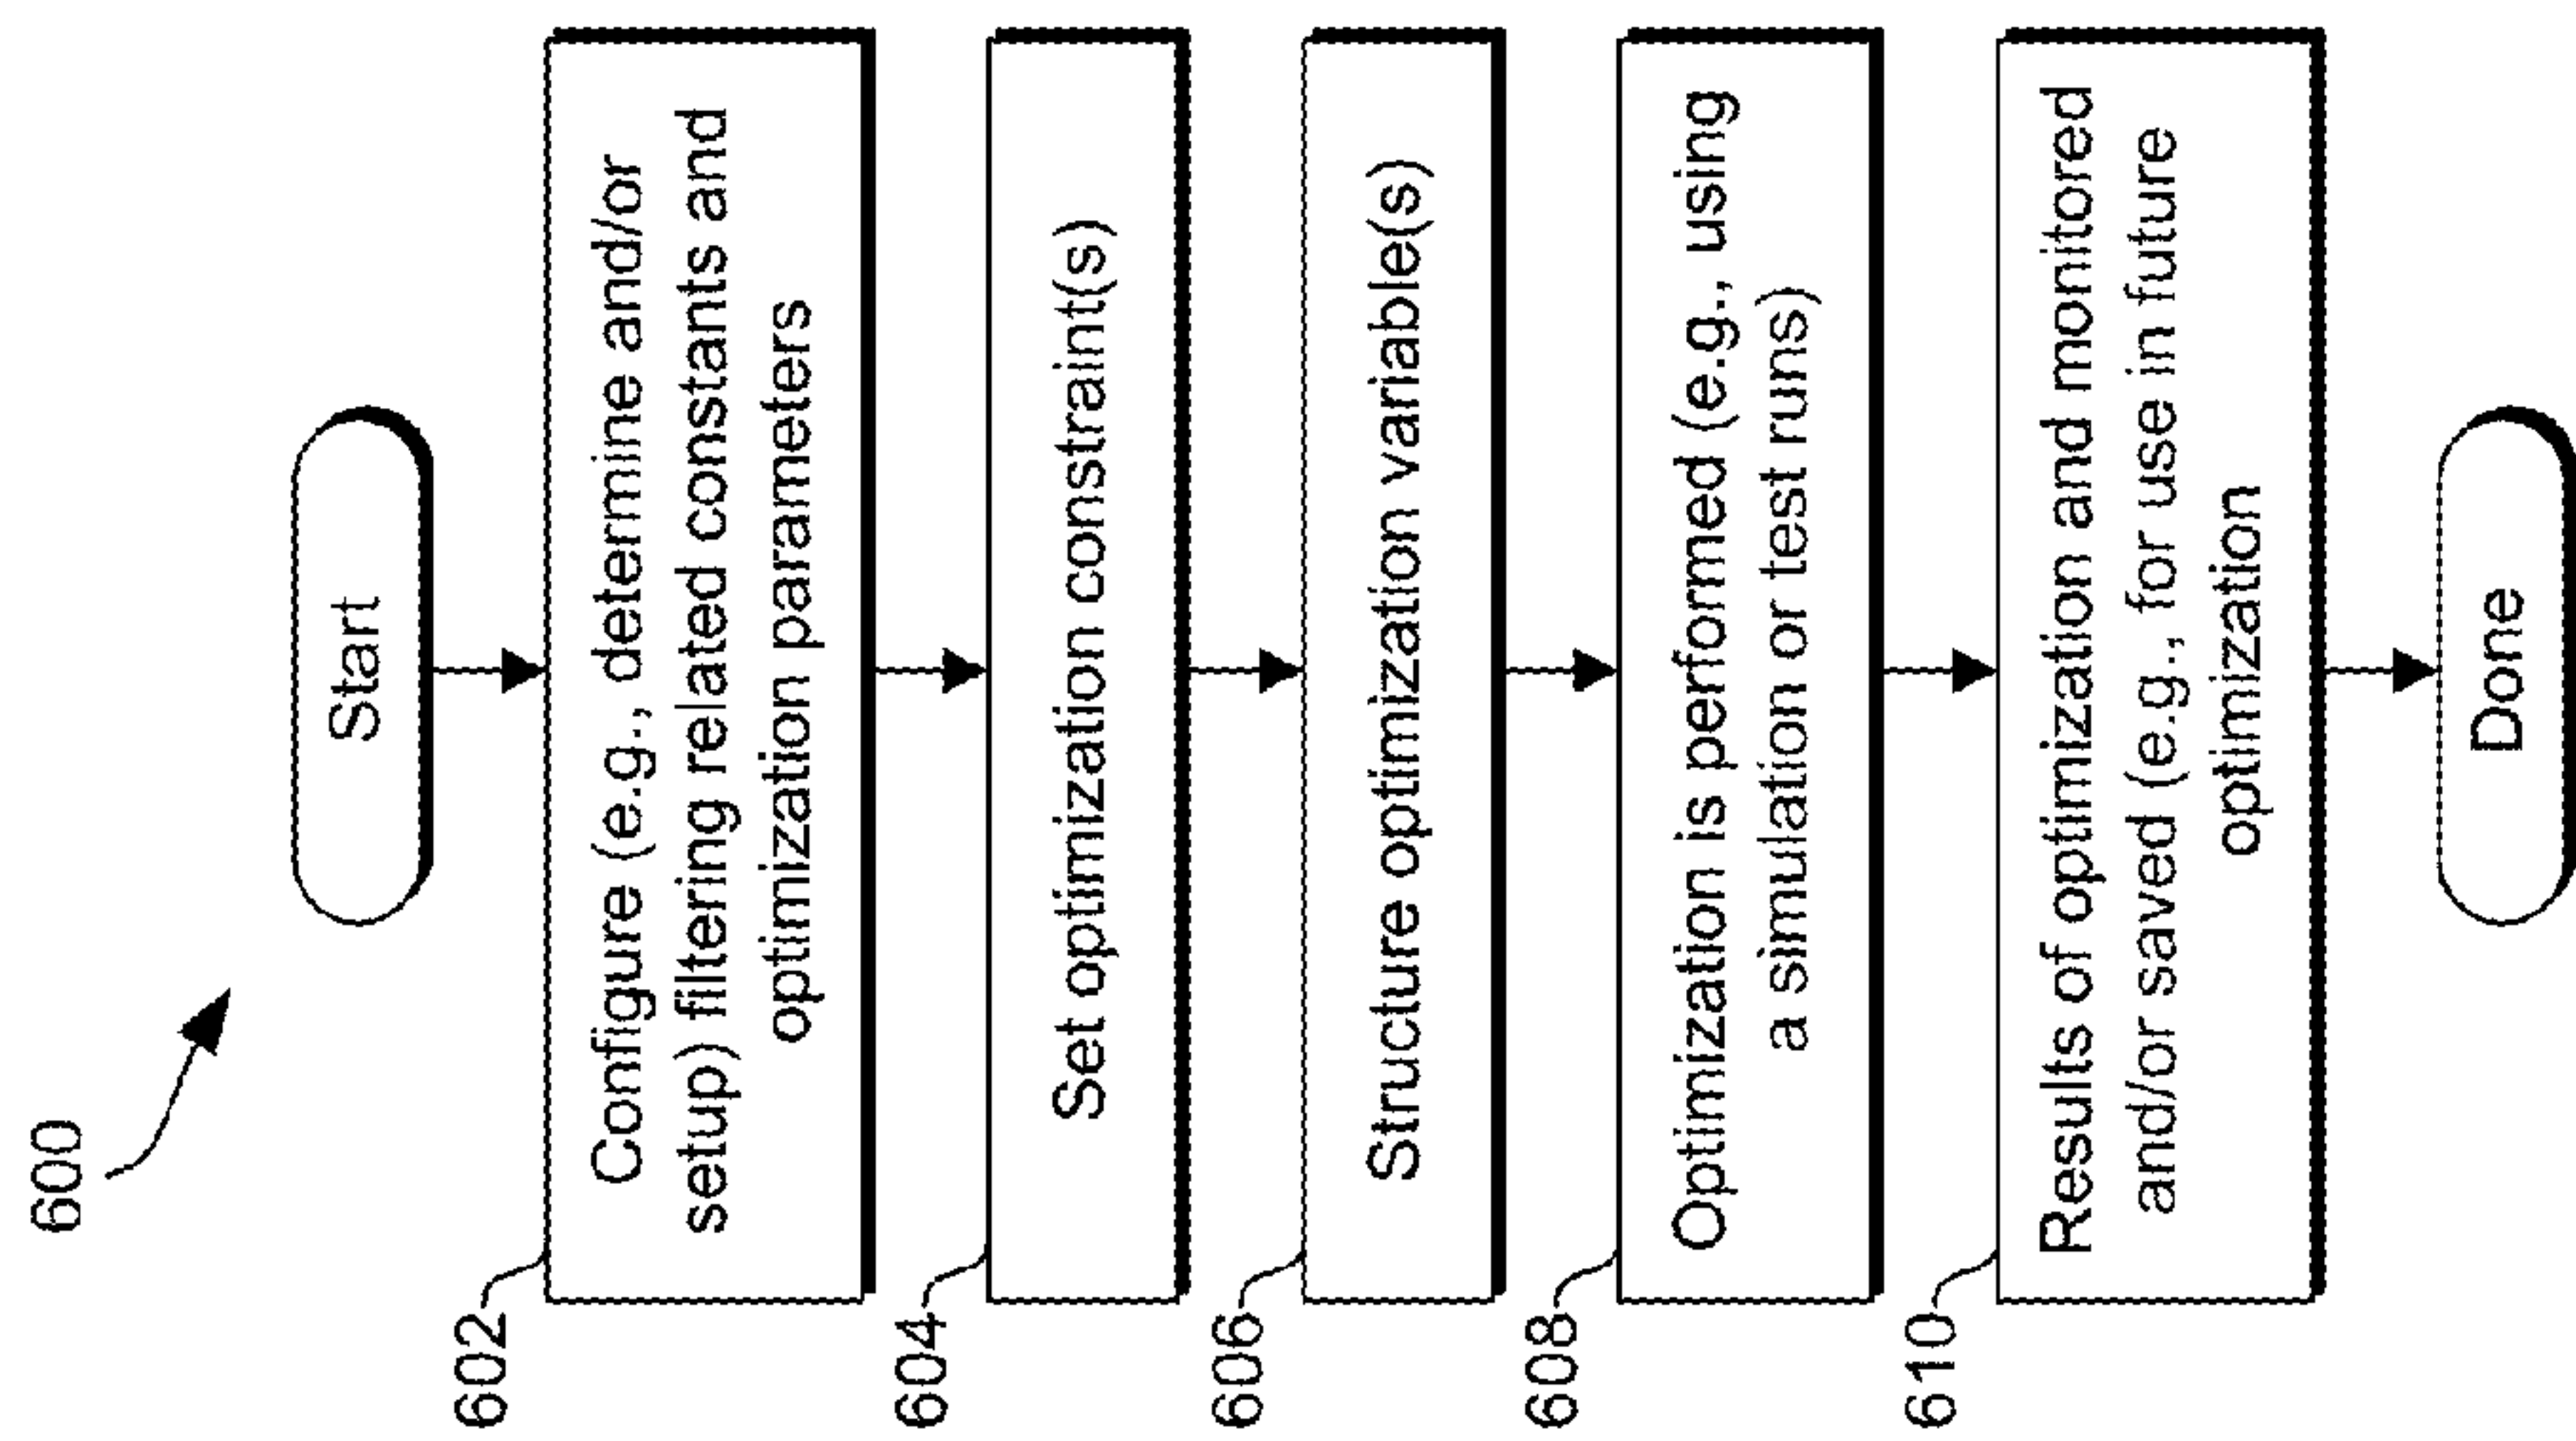 600
Start
602
Configure (e.g., determine and/or
setup) filtering related constants and
optimization parameters
604
Set optimization constraint(s)
606
Structure optimization variable(s)
608
Optimization is performed (e.g., using
a simulation or test runs)
610
Results of optimization and monitored
and/or saved (e.g., for use in future
optimization
Done